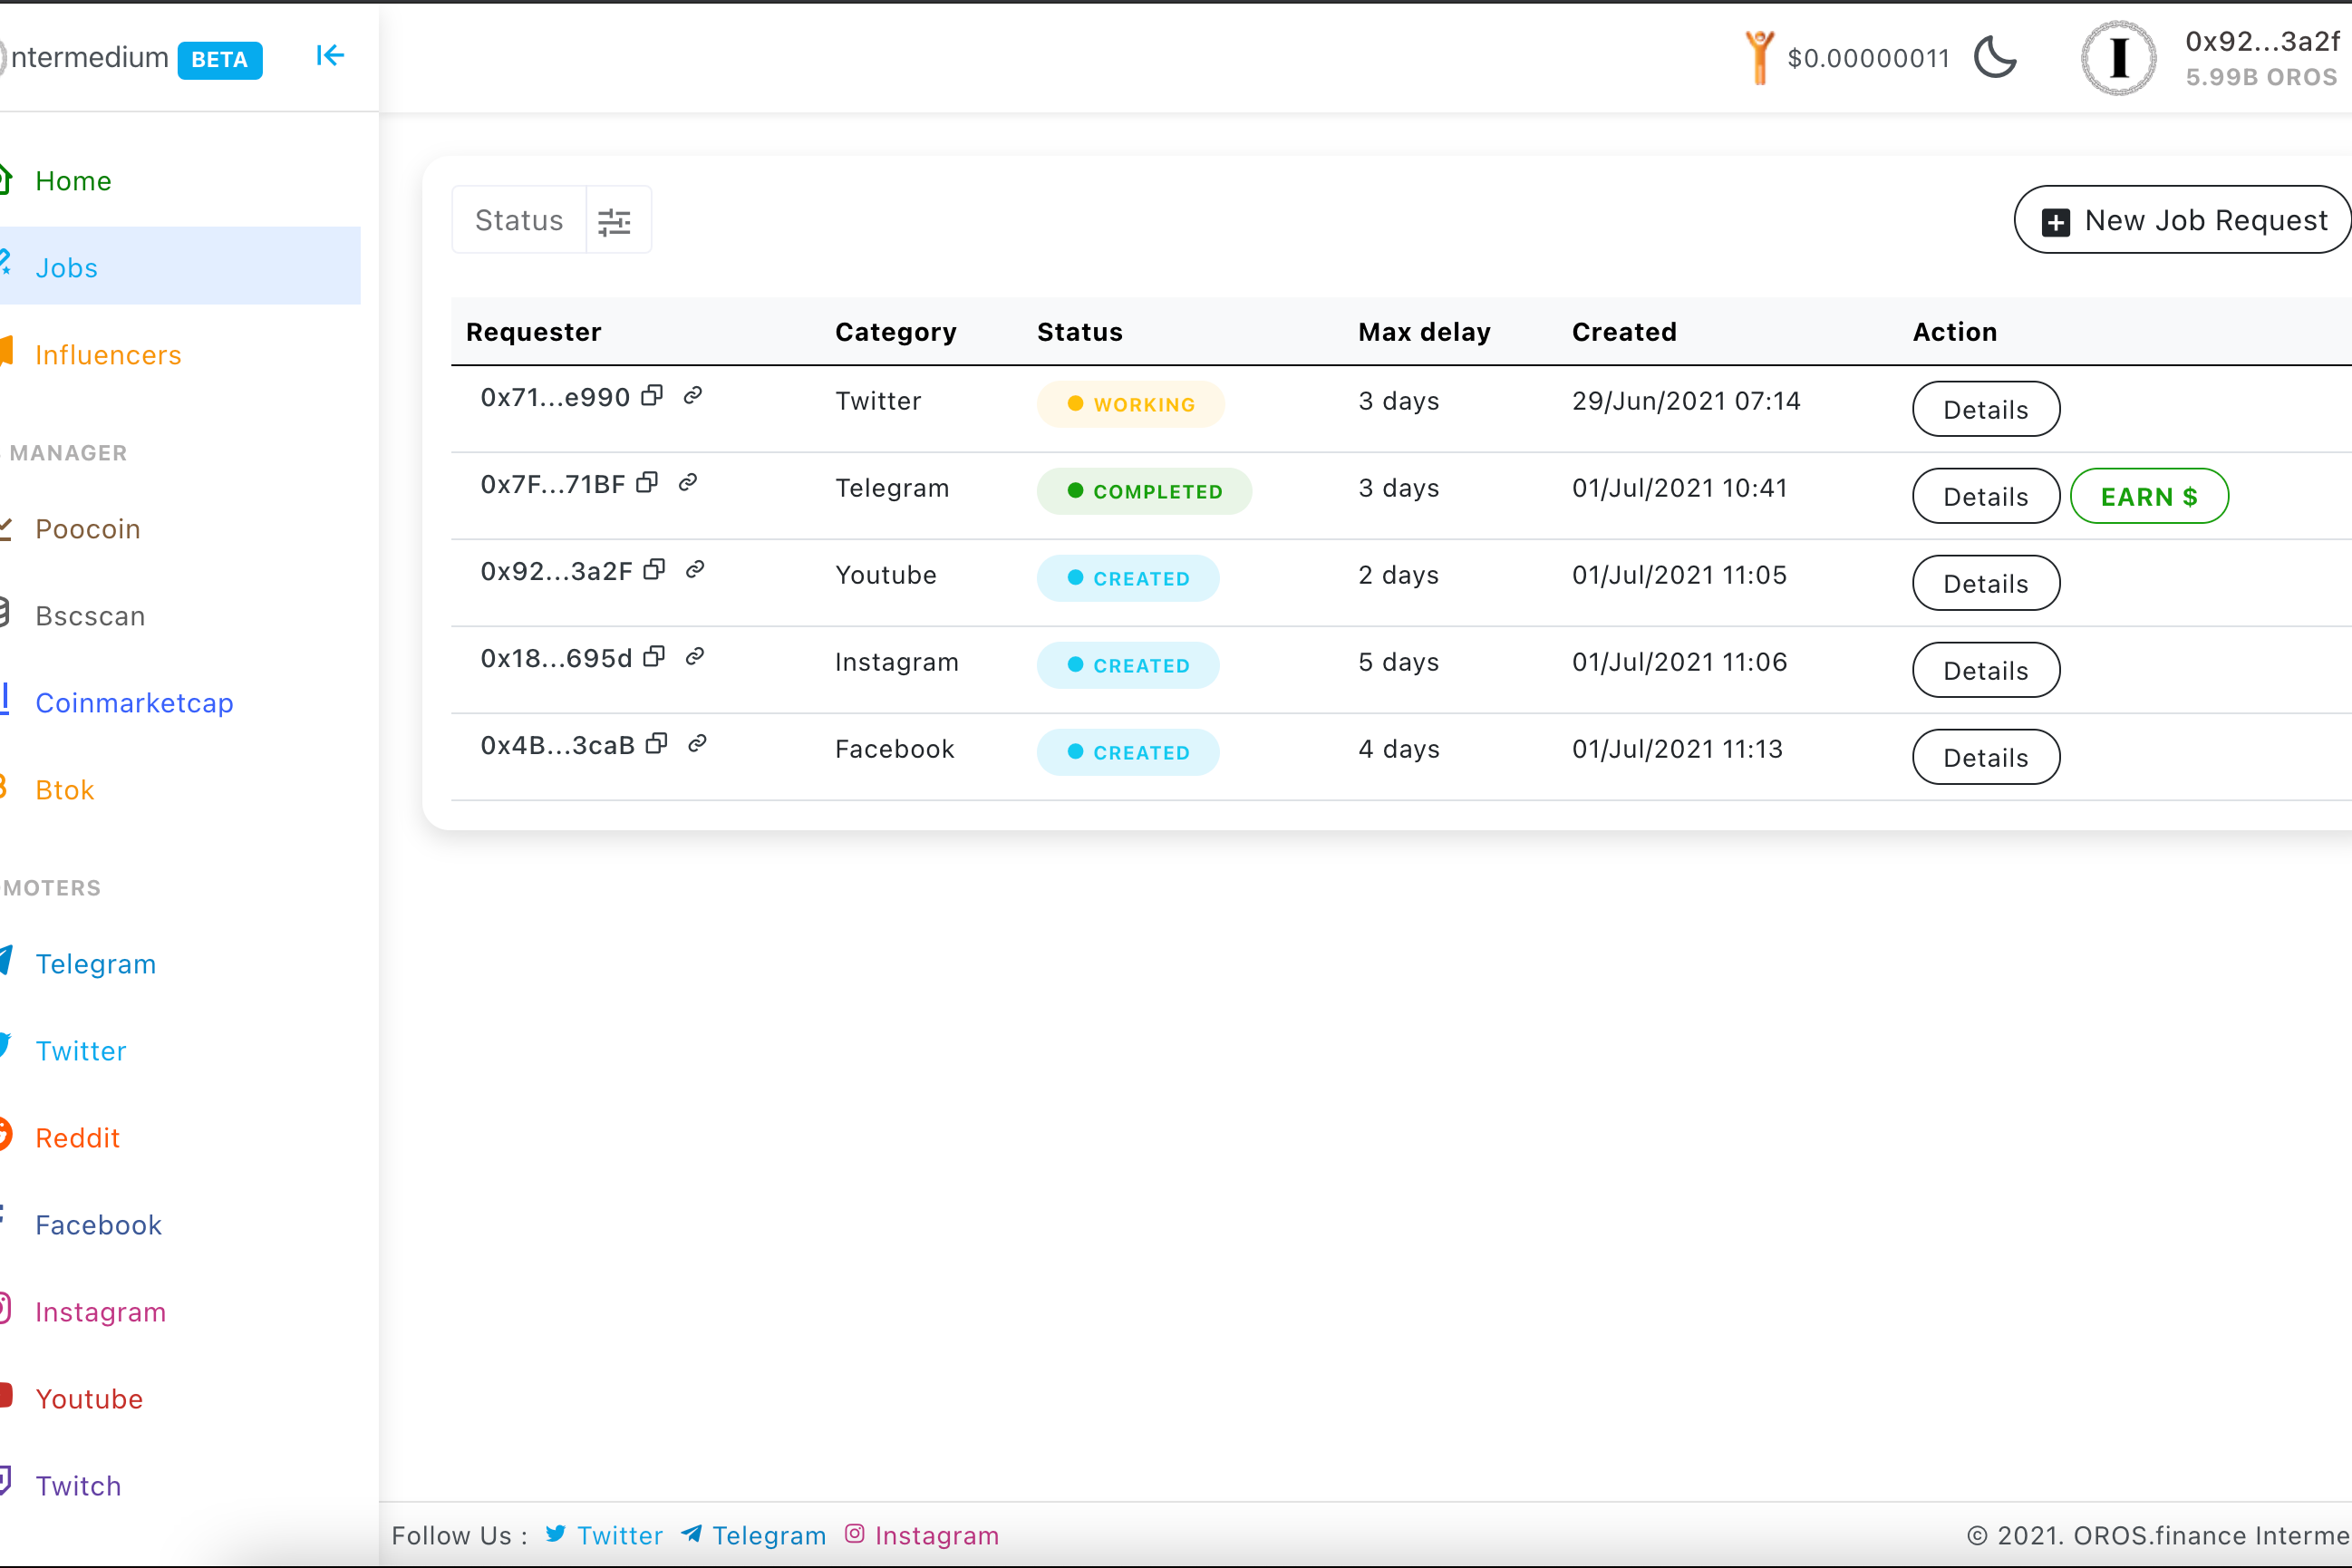 ntermedium BETA
$0.00000011
0x92...3a2f
5.99B OROS
Home
Jobs
Influencers
MANAGER
Poocoin
Bscscan
Coinmarketcap
Btok
MOTERS
Telegram
Twitter
Reddit
Facebook
Instagram
Youtube
Twitch
Status
New Job Request
Requester Category Status Max delay Created Action
0x71...e990 Twitter WORKING 3 days 29/Jun/2021 07:14 Details
0x7F...71BF Telegram COMPLETED 3 days 01/Jul/2021 10:41 Details EARN $
0x92...3a2F Youtube CREATED 2 days 01/Jul/2021 11:05 Details
0x18...695d Instagram CREATED 5 days 01/Jul/2021 11:06 Details
0x4B...3caB Facebook CREATED 4 days 01/Jul/2021 11:13 Details
Follow Us : Twitter Telegram Instagram
© 2021. OROS.finance Interme